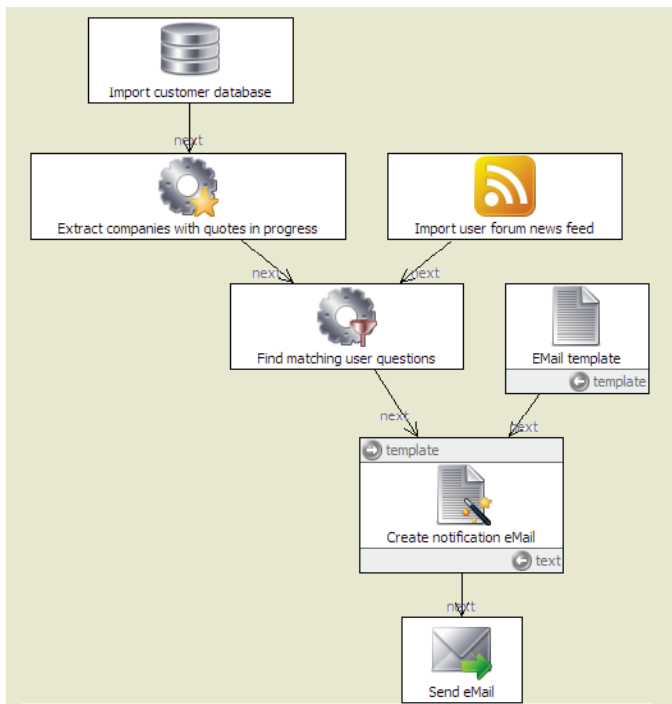 Import customer database
next
Extract companies with quotes in progress
Import user forum news feed
next
next
Find matching user questions
EMail template
template
next
next
template
Create notification eMail
text
next
Send eMail